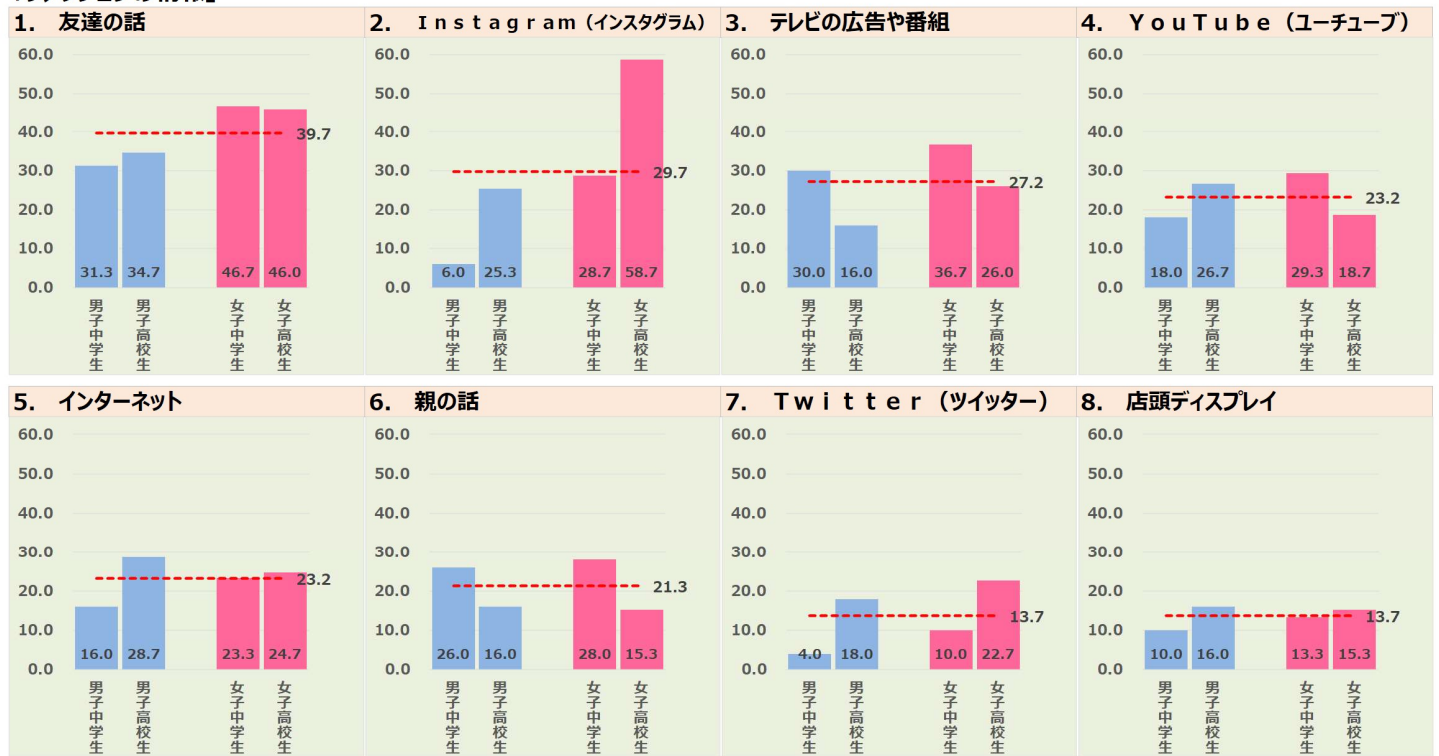 1. 友達の話
60.0
50.0
40.0
30.0
20.0
10.0
0.0
39.7
31.3 34.7 46.7 46.0
男子中学生 男子高校生 女子中学生 女子高校生
2. Instagram（インスタグラム）
60.0
50.0
40.0
30.0
20.0
10.0
0.0
29.7
6.0 25.3 28.7 58.7
男子中学生 男子高校生 女子中学生 女子高校生
3. テレビの広告や番組
60.0
50.0
40.0
30.0
20.0
10.0
0.0
27.2
30.0 16.0 36.7 26.0
男子中学生 男子高校生 女子中学生 女子高校生
4. YouTube（ユーチューブ）
60.0
50.0
40.0
30.0
20.0
10.0
0.0
23.2
18.0 26.7 29.3 18.7
男子中学生 男子高校生 女子中学生 女子高校生
5. インターネット
60.0
50.0
40.0
30.0
20.0
10.0
0.0
23.2
16.0 28.7 23.3 24.7
男子中学生 男子高校生 女子中学生 女子高校生
6. 親の話
60.0
50.0
40.0
30.0
20.0
10.0
0.0
21.3
26.0 16.0 28.0 15.3
男子中学生 男子高校生 女子中学生 女子高校生
7. Twitter（ツイッター）
60.0
50.0
40.0
30.0
20.0
10.0
0.0
13.7
4.0 18.0 10.0 22.7
男子中学生 男子高校生 女子中学生 女子高校生
8. 店頭ディスプレイ
60.0
50.0
40.0
30.0
20.0
10.0
0.0
13.7
10.0 16.0 13.3 15.3
男子中学生 男子高校生 女子中学生 女子高校生